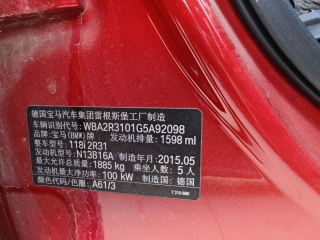 德国宝马汽车集团雷根斯堡工厂制造
车辆识别代号: WBA2R3101G5A92098
品牌: 宝马(BMW)牌 发动机排量: 1598 ml
整车型号: 118i 2R31
发动机型号: N13B16A 制造年月: 2015.05
最大允许总质量: 1885 kg 乘坐人数: 5 人
发动机最大净功率: 100 kW 制造国: 德国
颜色代码/色圈: A61/3